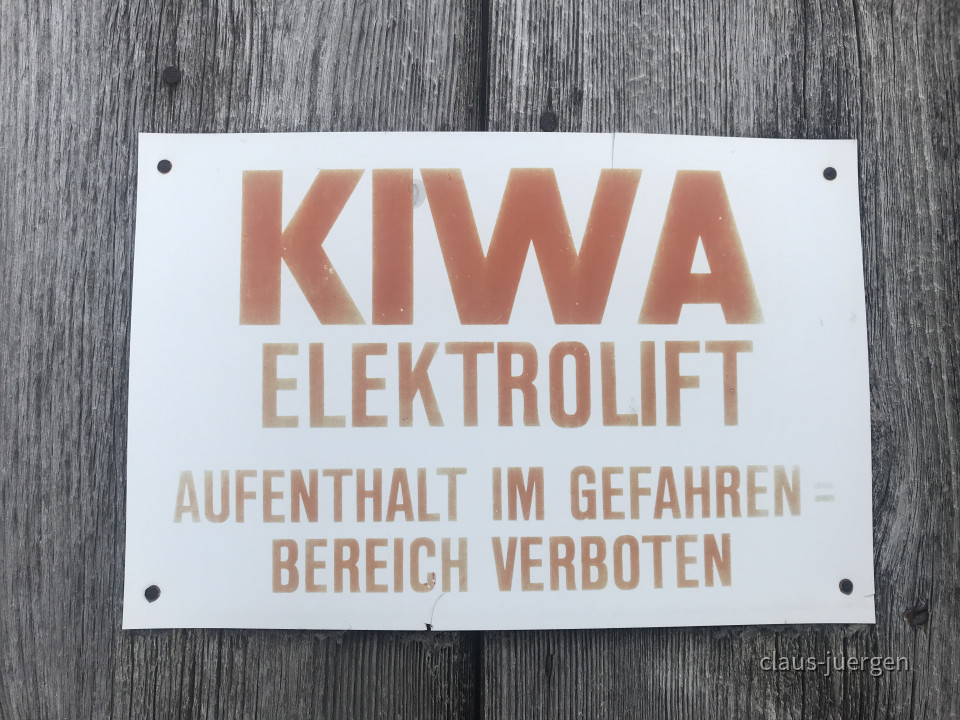 KIWA
ELEKTROLIFT
AUFENTHALT IM GEFAHREN=
BEREICH VERBOTEN
claus-juergen